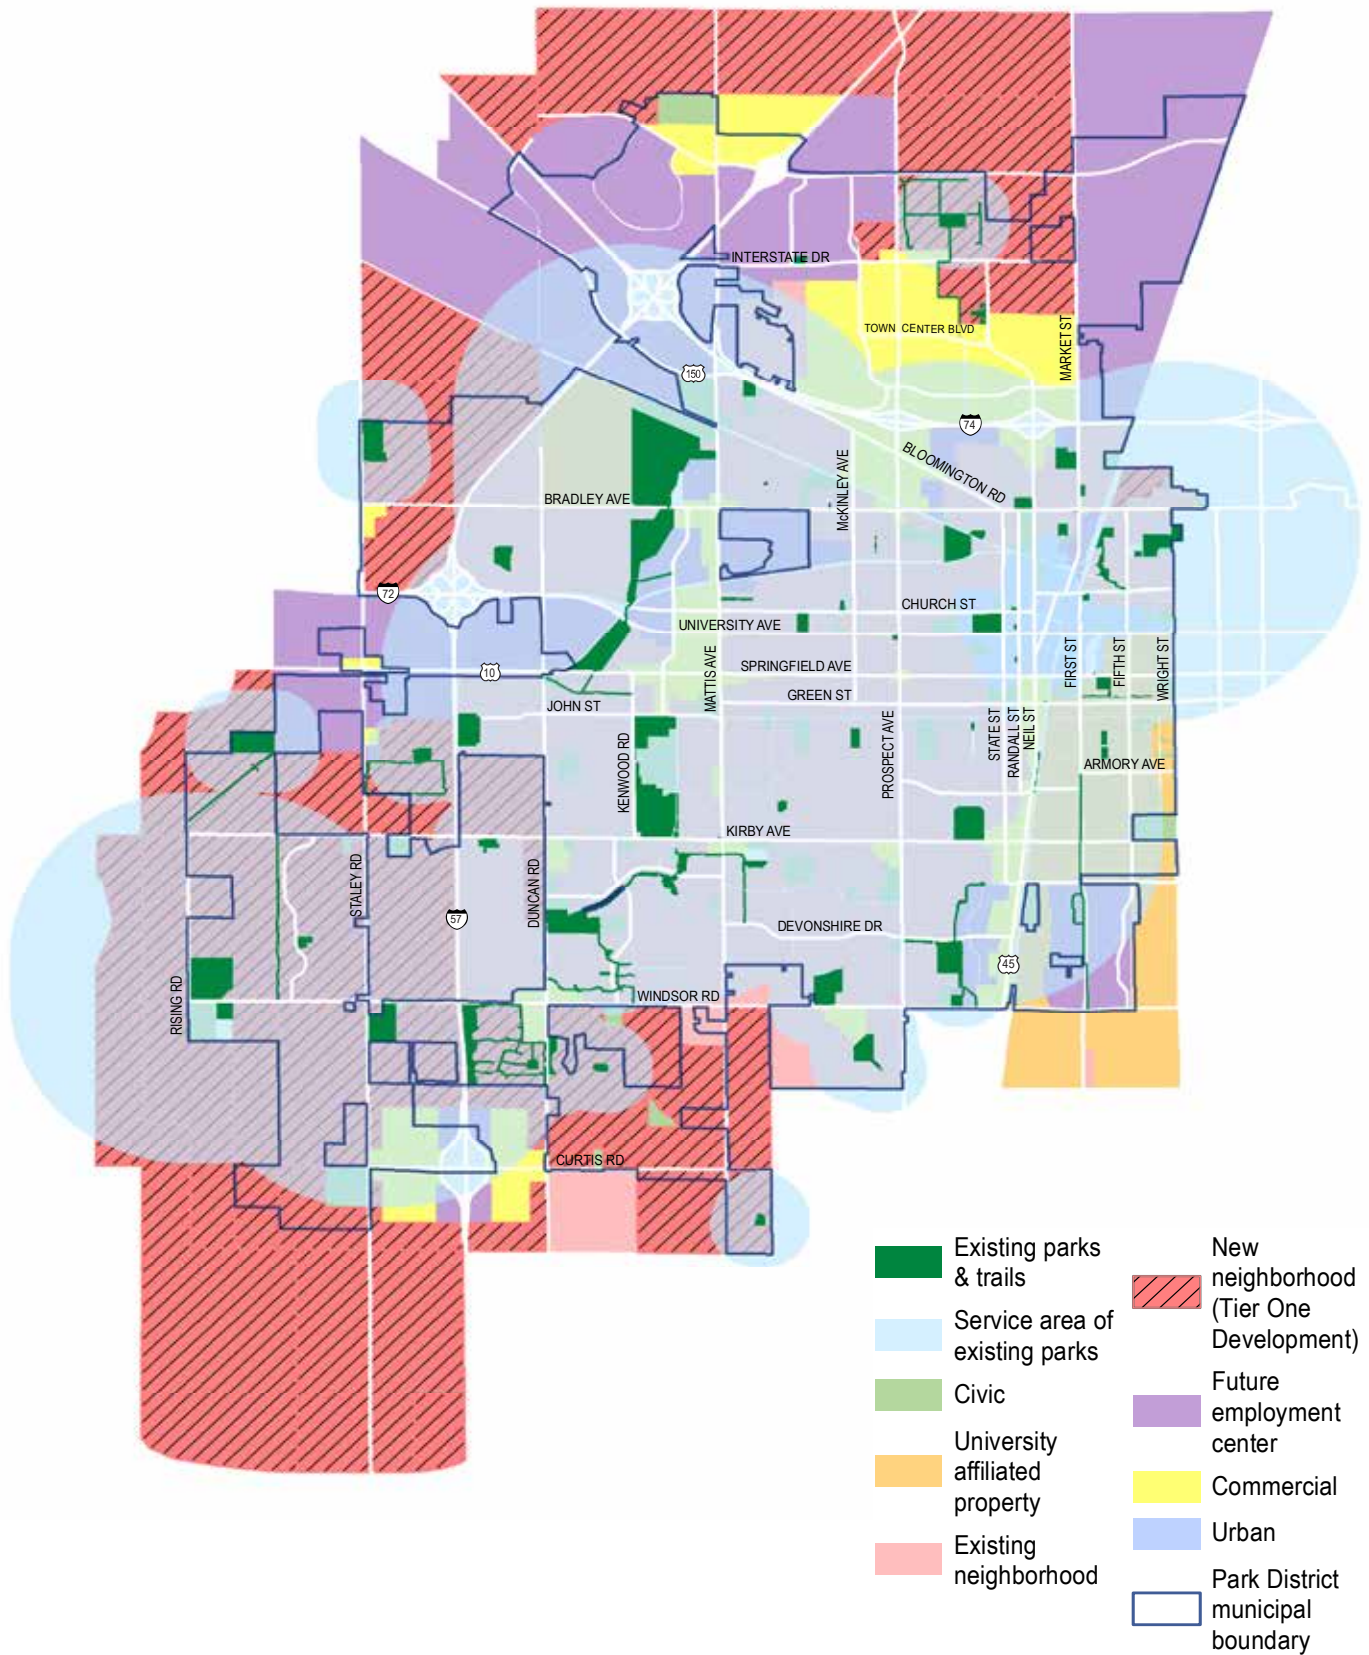 INTERSTATE DR
TOWN CENTER BLVD
MARKET ST
150
74
BLOOMINGTON RD
McKINLEY AVE
BRADLEY AVE
72
CHURCH ST
UNIVERSITY AVE
SPRINGFIELD AVE
10
MATTIS AVE
GREEN ST
JOHN ST
FIRST ST
FIFTH ST
WRIGHT ST
KENWOOD RD
PROSPECT AVE
STATE ST
RANDALL ST
NEIL ST
ARMORY AVE
KIRBY AVE
STALEY RD
DUNCAN RD
57
DEVONSHIRE DR
45
RISING RD
WINDSOR RD
CURTIS RD
Existing parks
& trails
Service area of
existing parks
Civic
University
affiliated
property
Existing
neighborhood
New
neighborhood
(Tier One
Development)
Future
employment
center
Commercial
Urban
Park District
municipal
boundary